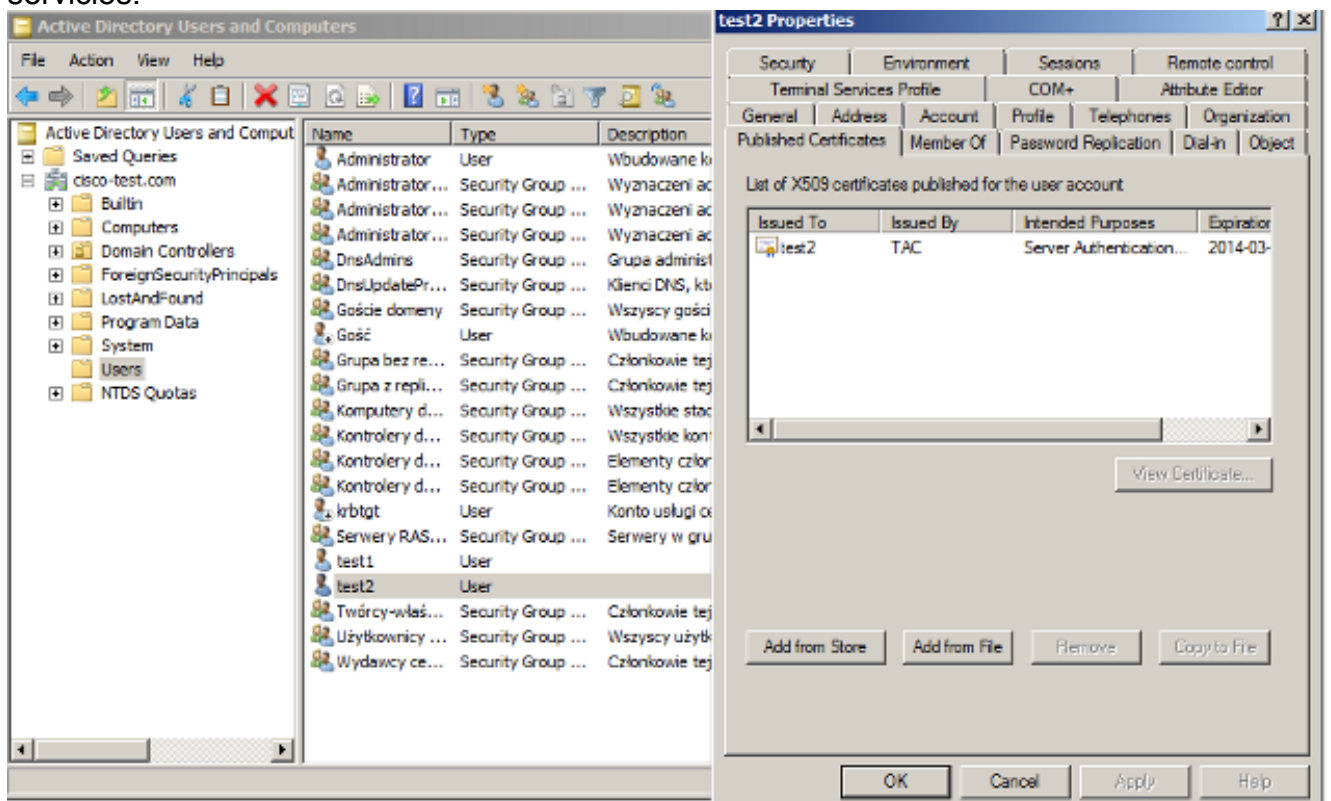 servicios.
Active Directory Users and Computers
File Action View Help
Active Directory Users and Comput
Saved Queries
cisco-test.com
Builtin
Computers
Domain Controllers
ForeignSecurityPrincipals
LostAndFound
Program Data
System
Users
NTDS Quotas
Name Type Description
Administrator User Wbudowane k
Administrator... Security Group ... Wyznaczeni ac
Administrator... Security Group ... Wyznaczeni ac
Administrator... Security Group ... Wyznaczeni ac
DnsAdmins Security Group ... Grupa administ
DnsUpdatePr... Security Group ... Klienci DNS, któ
Goście domeny Security Group ... Wszyscy gości
Gość User Wbudowane k
Grupa bez re... Security Group ... Członkowie tej
Grupa z repli... Security Group ... Członkowie tej
Komputery d... Security Group ... Wszystkie stac
Kontrolery d... Security Group ... Wszystkie kon
Kontrolery d... Security Group ... Elementy człor
Kontrolery d... Security Group ... Elementy człor
krbtgt User Konto usługi ce
Serwery RAS... Security Group ... Serwery w gru
test1 User
test2 User
Twórcy-właś... Security Group ... Członkowie tej
Użytkownicy ... Security Group ... Wszyscy użytk
Wydawcy ce... Security Group ... Członkowie tej
test2 Properties
Security Environment Sessions Remote control
Terminal Services Profile COM+ Attribute Editor
General Address Account Profile Telephones Organization
Published Certificates Member Of Password Replication Dial-in Object
List of X509 certificates published for the user account
Issued To Issued By Intended Purposes Expiration
test2 TAC Server Authentication... 2014-03-
View Certificate...
Add from Store Add from File Remove Copy to File
OK Cancel Apply Help